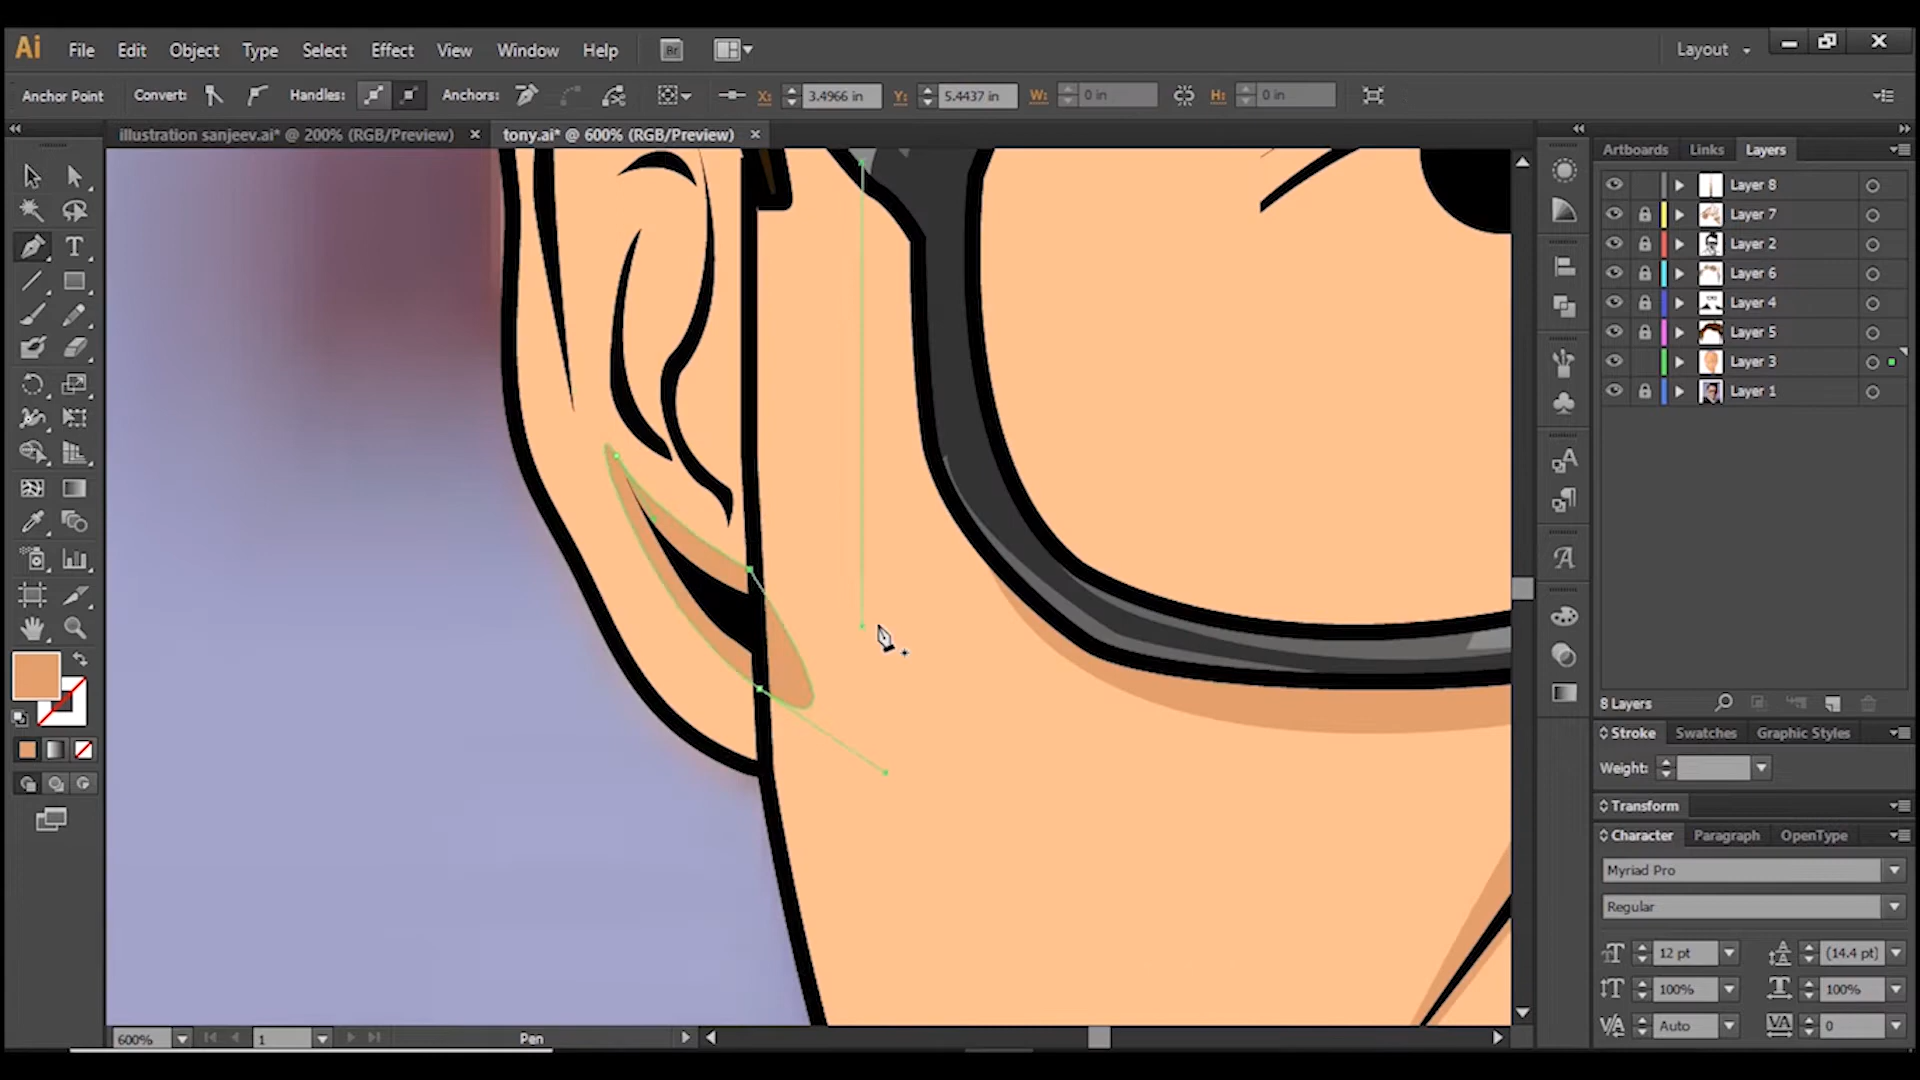 Ai File Edit Object Type Select Effect View Window Help Br Layout
Anchor Point Convert: Handles: Anchors: X: 3.4966 in Y: 5.4437 in W: 0 in H: 0 in
illustration sanjeev.ai* @ 200% (RGB/Preview) × tony.ai* @ 600% (RGB/Preview) ×
Artboards Links Layers
Layer 8
Layer 7
Layer 2
Layer 6
Layer 4
Layer 5
Layer 3
Layer 1
8 Layers
Stroke Swatches Graphic Styles
Weight:
Transform
Character Paragraph OpenType
Myriad Pro
Regular
12 pt (14.4 pt)
100% 100%
Auto 0
600% 1 Pen